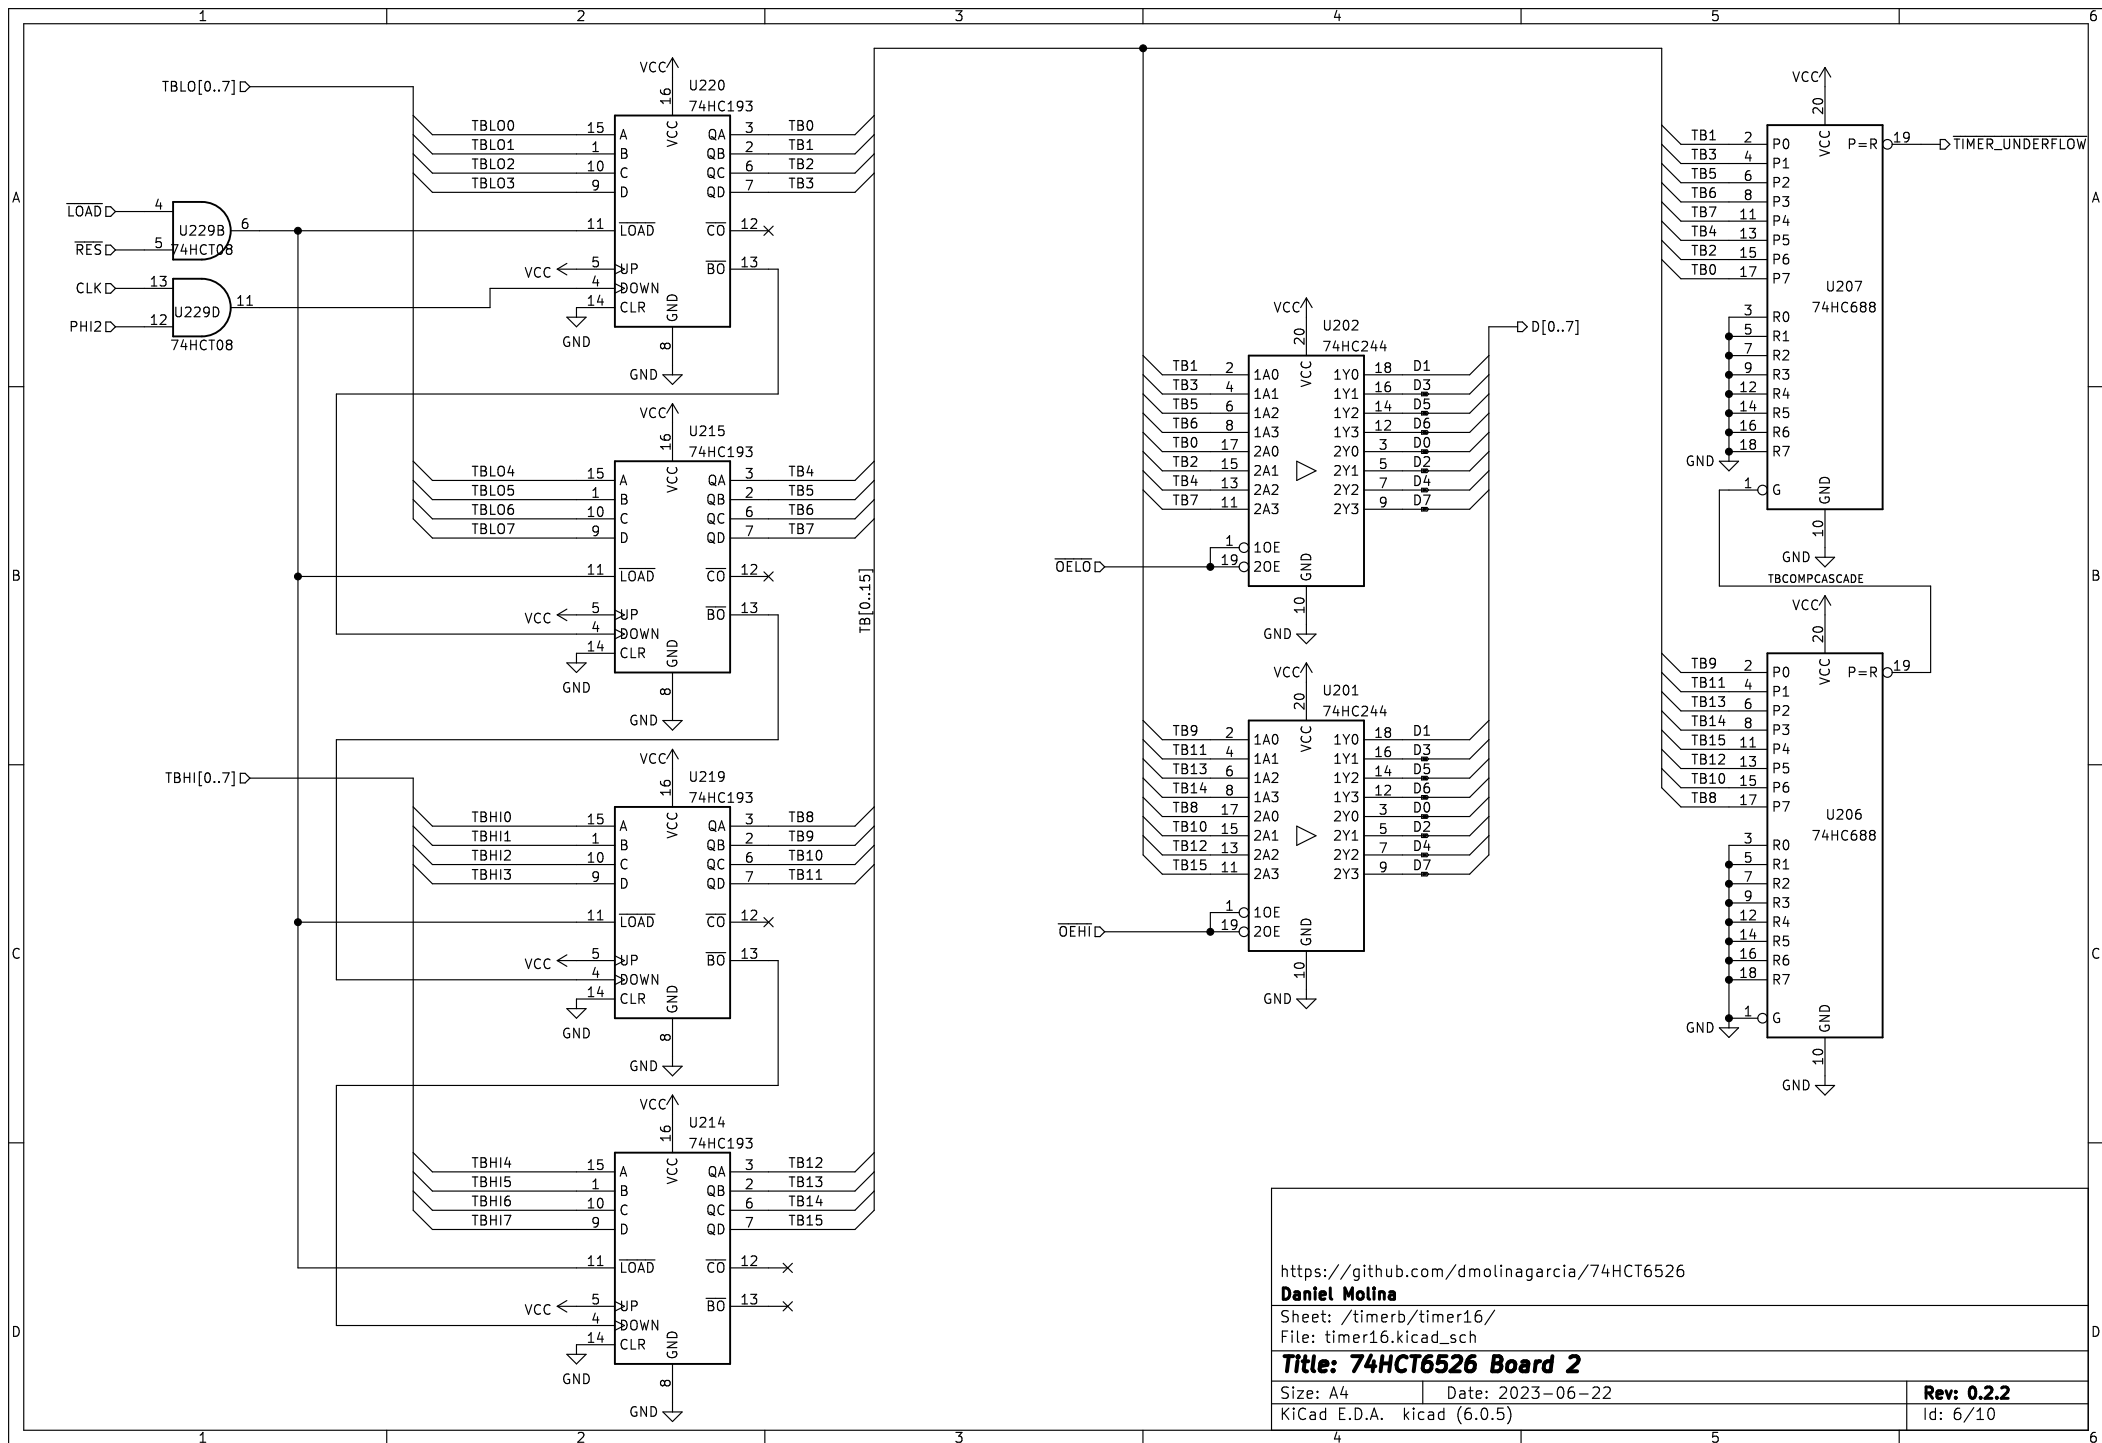 1 2 3 4 5 6
A
B
C
D
TBLO[0..7]
LOAD
RES
CLK
PHI2
4
5
6
U229B
74HCT08
13
12
11
U229D
74HCT08
VCC
16
U220
74HC193
TBLO0 15 A VCC QA 3 TB0
TBLO1 1 B QB 2 TB1
TBLO2 10 C QC 6 TB2
TBLO3 9 D QD 7 TB3
11 LOAD CO 12
VCC 5 UP BO 13
4 DOWN
14 CLR GND
GND
8
GND
VCC
16
U215
74HC193
TBLO4 15 A VCC QA 3 TB4
TBLO5 1 B QB 2 TB5
TBLO6 10 C QC 6 TB6
TBLO7 9 D QD 7 TB7
11 LOAD CO 12
VCC 5 UP BO 13
4 DOWN
14 CLR GND
GND
8
GND
TB[0..15]
TBHI[0..7]
VCC
16
U219
74HC193
TBHI0 15 A VCC QA 3 TB8
TBHI1 1 B QB 2 TB9
TBHI2 10 C QC 6 TB10
TBHI3 9 D QD 7 TB11
11 LOAD CO 12
VCC 5 UP BO 13
4 DOWN
14 CLR GND
GND
8
GND
VCC
16
U214
74HC193
TBHI4 15 A VCC QA 3 TB12
TBHI5 1 B QB 2 TB13
TBHI6 10 C QC 6 TB14
TBHI7 9 D QD 7 TB15
11 LOAD CO 12
VCC 5 UP BO 13
4 DOWN
14 CLR GND
GND
8
GND
VCC
20
U202
74HC244
D[0..7]
TB1 2 1A0 VCC 1Y0 18 D1
TB3 4 1A1 1Y1 16 D3
TB5 6 1A2 1Y2 14 D5
TB6 8 1A3 1Y3 12 D6
TB0 17 2A0 2Y0 3 D0
TB2 15 2A1 2Y1 5 D2
TB4 13 2A2 2Y2 7 D4
TB7 11 2A3 2Y3 9 D7
1 1OE GND
OELO 19 2OE
10
GND
VCC
20
U201
74HC244
TB9 2 1A0 VCC 1Y0 18 D1
TB11 4 1A1 1Y1 16 D3
TB13 6 1A2 1Y2 14 D5
TB14 8 1A3 1Y3 12 D6
TB8 17 2A0 2Y0 3 D0
TB10 15 2A1 2Y1 5 D2
TB12 13 2A2 2Y2 7 D4
TB15 11 2A3 2Y3 9 D7
1 1OE GND
OEHI 19 2OE
10
GND
VCC
20
TB1 2 P0 VCC P=R 19 TIMER_UNDERFLOW
TB3 4 P1
TB5 6 P2
TB6 8 P3
TB7 11 P4
TB4 13 P5
TB2 15 P6
TB0 17 P7
U207
74HC688
3 R0
5 R1
7 R2
9 R3
12 R4
14 R5
16 R6
18 R7
GND
1 G GND
10
GND
TBCOMPCASCADE
VCC
20
TB9 2 P0 VCC P=R 19
TB11 4 P1
TB13 6 P2
TB14 8 P3
TB15 11 P4
TB12 13 P5
TB10 15 P6
TB8 17 P7
U206
74HC688
3 R0
5 R1
7 R2
9 R3
12 R4
14 R5
16 R6
18 R7
GND 1 G GND
10
GND
https://github.com/dmolinagarcia/74HCT6526
Daniel Molina
Sheet: /timerb/timer16/
File: timer16.kicad_sch
Title: 74HCT6526 Board 2
Size: A4 Date: 2023-06-22 Rev: 0.2.2
KiCad E.D.A. kicad (6.0.5) Id: 6/10
A
B
C
D
1 2 3 4 5 6